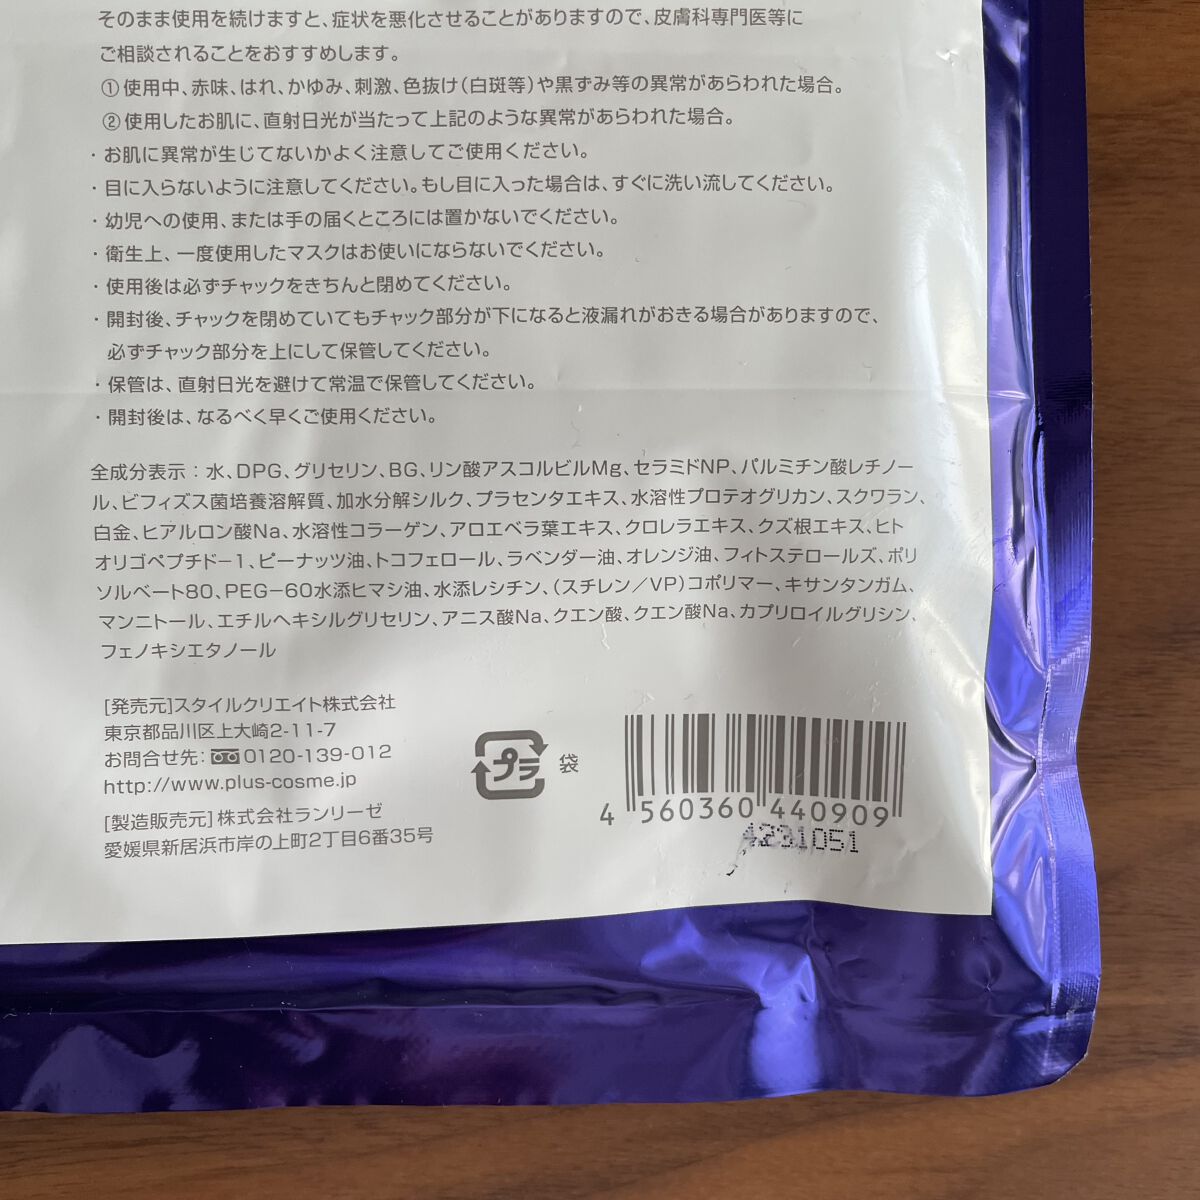 そのまま使用を続けますと、症状を悪化させることがありますので、皮膚科専門医等に
ご相談されることをおすすめします。
①使用中、赤味、はれ、かゆみ、刺激、色抜け(白斑等)や黒ずみ等の異常があらわれた場合。
②使用したお肌に、直射日光が当たって上記のような異常があらわれた場合。
・お肌に異常が生じてないかよく注意してご使用ください。
・目に入らないように注意してください。もし目に入った場合は、すぐに洗い流してください。
・幼児への使用、または手の届くところには置かないでください。
・衛生上、一度使用したマスクはお使いにならないでください。
・使用後は必ずチャックをきちんと閉めてください。
・開封後、チャックを閉めていてもチャック部分が下になると液漏れがおきる場合がありますので、
必ずチャック部分を上にして保管してください。
・保管は、直射日光を避けて常温で保管してください。
・開封後は、なるべく早くご使用ください。
全成分表示：水、DPG、グリセリン、BG、リン酸アスコルビルMg、セラミドNP、パルミチン酸レチノー
ル、ビフィズス菌培養溶解質、加水分解シルク、プラセンタエキス、水溶性プロテオグリカン、スクワラン、
白金、ヒアルロン酸Na、水溶性コラーゲン、アロエベラ葉エキス、クロレラエキス、クズ根エキス、ヒト
オリゴペプチド-1、ピーナッツ油、トコフェロール、ラベンダー油、オレンジ油、フィトステロールズ、ポリ
ソルベート80、PEG-60水添ヒマシ油、水添レシチン、(スチレン／VP)コポリマー、キサンタンガム、
マンニトール、エチルヘキシルグリセリン、アニス酸Na、クエン酸、クエン酸Na、カプリロイルグリシン、
フェノキシエタノール
[発売元]スタイルクリエイト株式会社
東京都品川区上大崎2-11-7
お問合せ先：0120-139-012
http://www.plus-cosme.jp
[製造販売元]株式会社ランリーゼ
愛媛県新居浜市岸の上町2丁目6番35号
プラ
袋
4 560360 440909
4231051